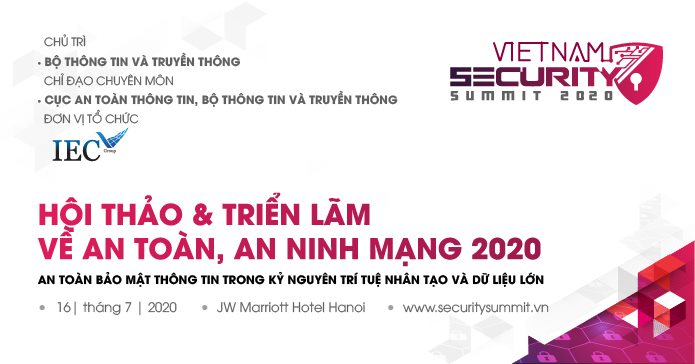 CHỦ TRÌ
• BỘ THÔNG TIN VÀ TRUYỀN THÔNG
CHỈ ĐẠO CHUYÊN MÔN
• CỤC AN TOÀN THÔNG TIN, BỘ THÔNG TIN VÀ TRUYỀN THÔNG
ĐƠN VỊ TỔ CHỨC
IEC Group
VIETNAM
SECURITY
SUMMIT 2020
HỘI THẢO & TRIỂN LÃM
VỀ AN TOÀN, AN NINH MẠNG 2020
AN TOÀN BẢO MẬT THÔNG TIN TRONG KỶ NGUYÊN TRÍ TUỆ NHÂN TẠO VÀ DỮ LIỆU LỚN
• 16| tháng 7 | 2020 • JW Marriott Hotel Hanoi • www.securitysummit.vn